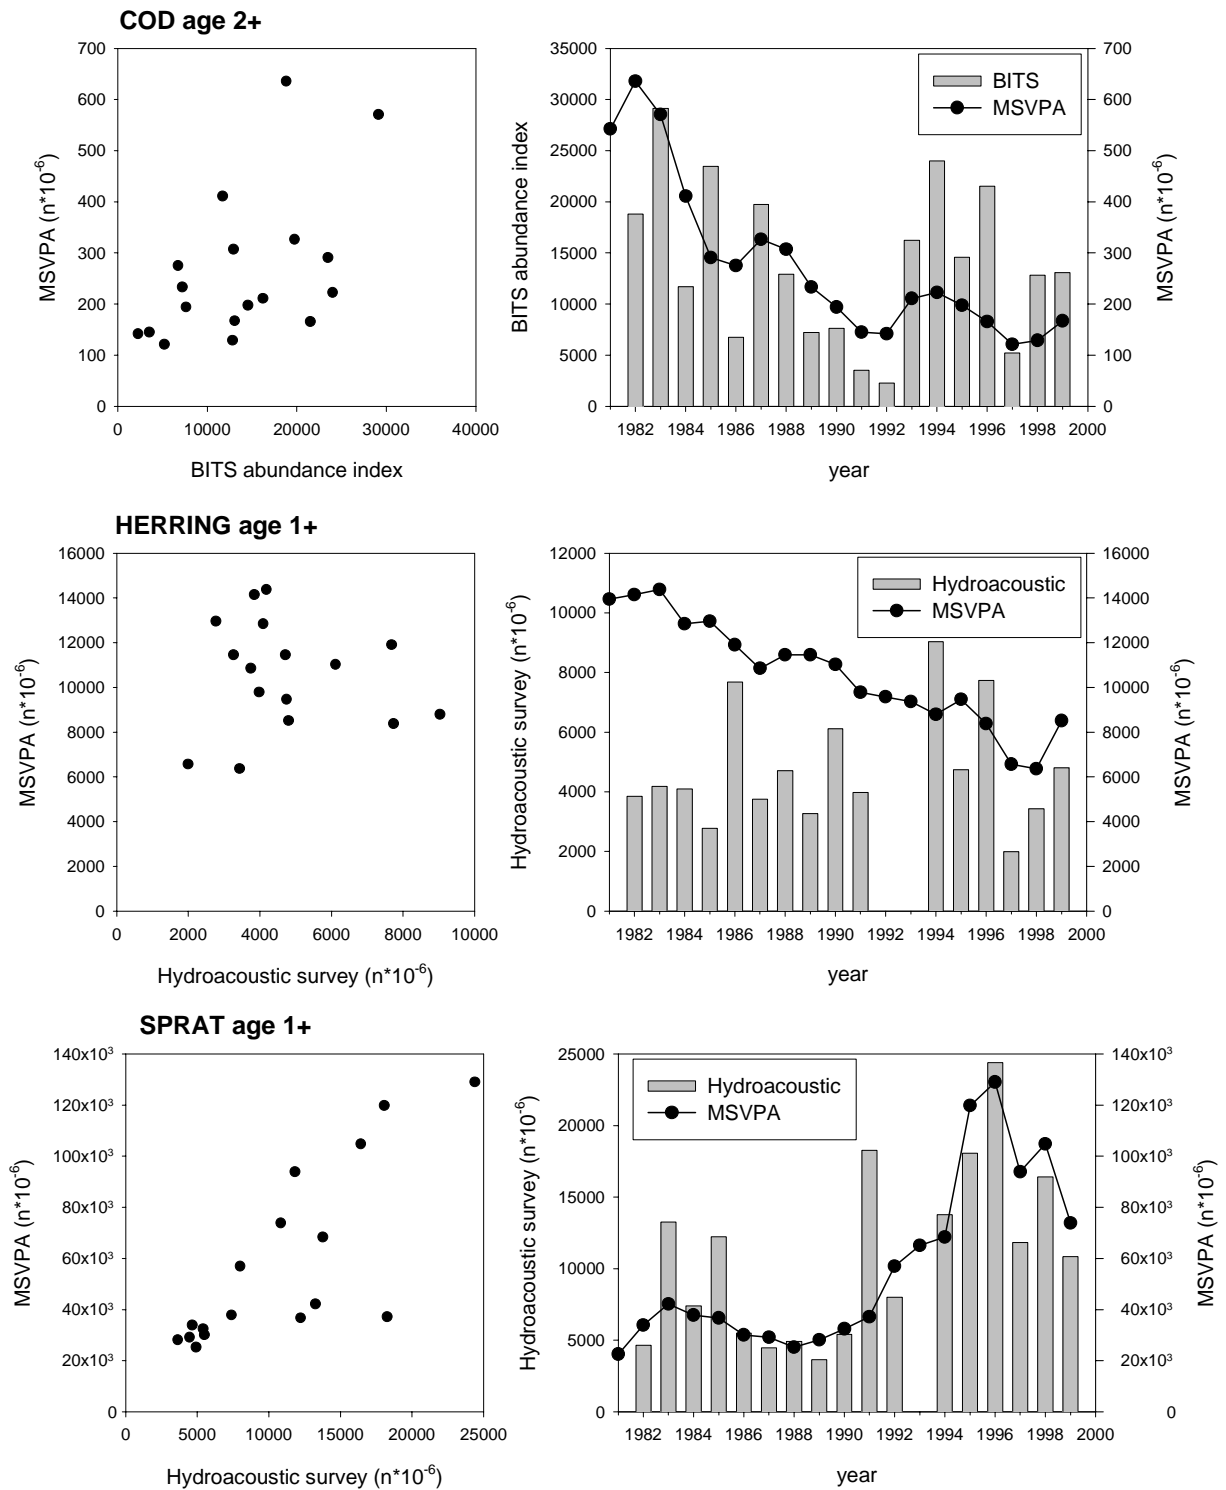 COD age 2+
700
600
500
400
300
200
100
0
MSVPA (n*10-6)
0 10000 20000 30000 40000
BITS abundance index
35000
30000
25000
20000
15000
10000
5000
0
BITS abundance index
BITS
MSVPA
700
600
500
400
300
200
100
0
MSVPA (n*10-6)
1982 1984 1986 1988 1990 1992 1994 1996 1998 2000
year
HERRING age 1+
16000
14000
12000
10000
8000
6000
4000
2000
0
MSVPA (n*10-6)
0 2000 4000 6000 8000 10000
Hydroacoustic survey (n*10-6)
12000
10000
8000
6000
4000
2000
0
Hydroacoustic survey (n*10-6)
Hydroacoustic
MSVPA
16000
14000
12000
10000
8000
6000
4000
2000
0
MSVPA (n*10-6)
1982 1984 1986 1988 1990 1992 1994 1996 1998 2000
year
SPRAT age 1+
140x103
120x103
100x103
80x103
60x103
40x103
20x103
0
MSVPA (n*10-6)
0 5000 10000 15000 20000 25000
Hydroacoustic survey (n*10-6)
25000
20000
15000
10000
5000
0
Hydroacoustic survey (n*10-6)
Hydroacoustic
MSVPA
140x103
120x103
100x103
80x103
60x103
40x103
20x103
0
MSVPA (n*10-6)
1982 1984 1986 1988 1990 1992 1994 1996 1998 2000
year